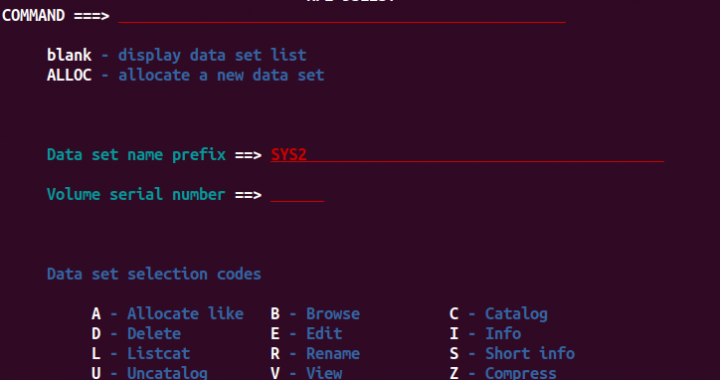 COMMAND ===>
blank - display data set list
ALLOC - allocate a new data set
Data set name prefix ==> SYS2
Volume serial number ==>
Data set selection codes
A - Allocate like B - Browse C - Catalog
D - Delete E - Edit I - Info
L - Listcat R - Rename S - Short info
U - Uncatalog V - View Z - Compress